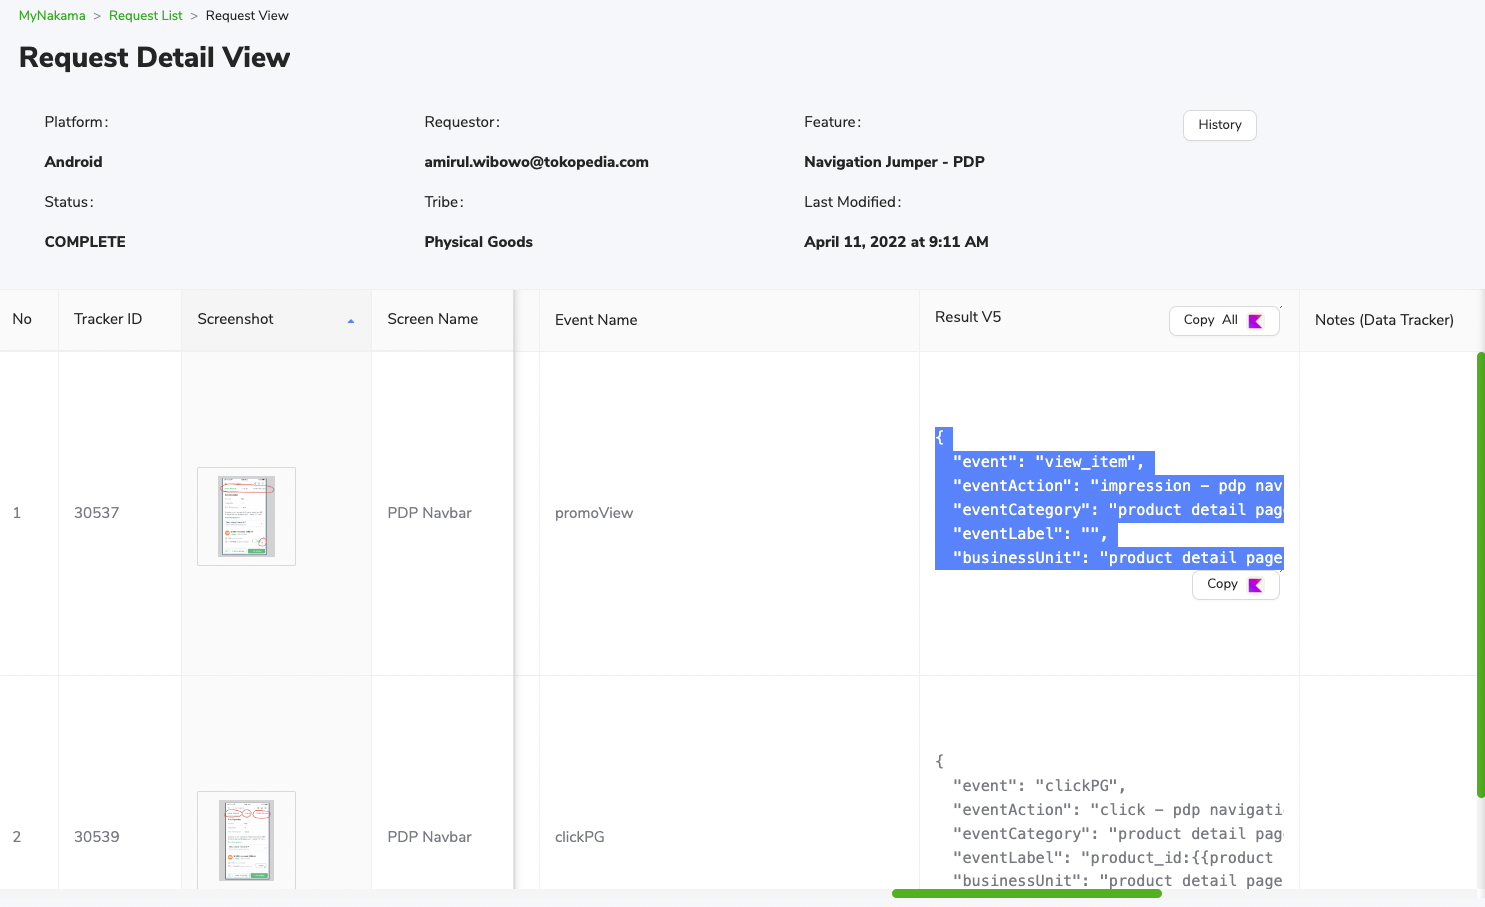 MyNakama > Request List > Request View
Request Detail View
Platform:
Requestor:
Feature:
History
Android
amirul.wibowo@tokopedia.com
Navigation Jumper - PDP
Status:
Tribe:
Last Modified:
COMPLETE
Physical Goods
April 11, 2022 at 9:11 AM
No
Tracker ID
Screenshot
Screen Name
Event Name
Result V5
Copy All
Notes (Data Tracker)
1
30537
PDP Navbar
promoView
{
"event": "view_item",
"eventAction": "impression – pdp nav
"eventCategory": "product detail pag
"eventLabel": "",
"businessUnit": "product detail page
Copy
2
30539
PDP Navbar
clickPG
{
"event": "clickPG",
"eventAction": "click – pdp navigati
"eventCategory": "product detail pag
"eventLabel": "product_id:{{product
"businessUnit": "product detail page